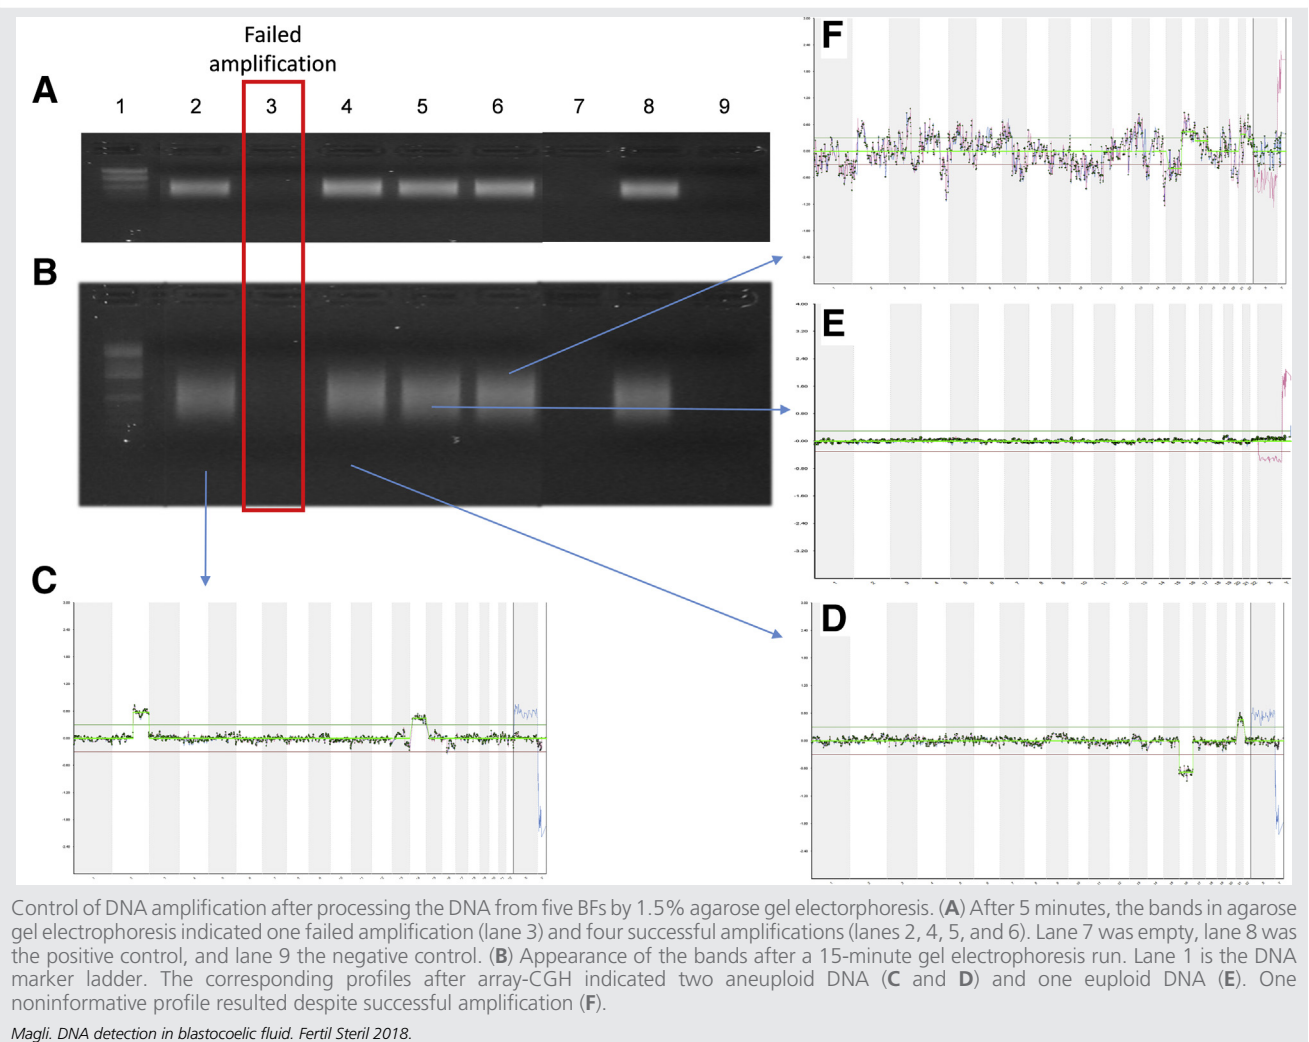 Failed
amplification
A
1 2 3 4 5 6 7 8 9
B
F
E
4.00
3.20
2.40
C
D
Control of DNA amplification after processing the DNA from five BFs by 1.5% agarose gel electorphoresis. (A) After 5 minutes, the bands in agarose
gel electrophoresis indicated one failed amplification (lane 3) and four successful amplifications (lanes 2, 4, 5, and 6). Lane 7 was empty, lane 8 was
the positive control, and lane 9 the negative control. (B) Appearance of the bands after a 15-minute gel electrophoresis run. Lane 1 is the DNA
marker ladder. The corresponding profiles after array-CGH indicated two aneuploid DNA (C and D) and one euploid DNA (E). One
noninformative profile resulted despite successful amplification (F).
Magli. DNA detection in blastocoelic fluid. Fertil Steril 2018.